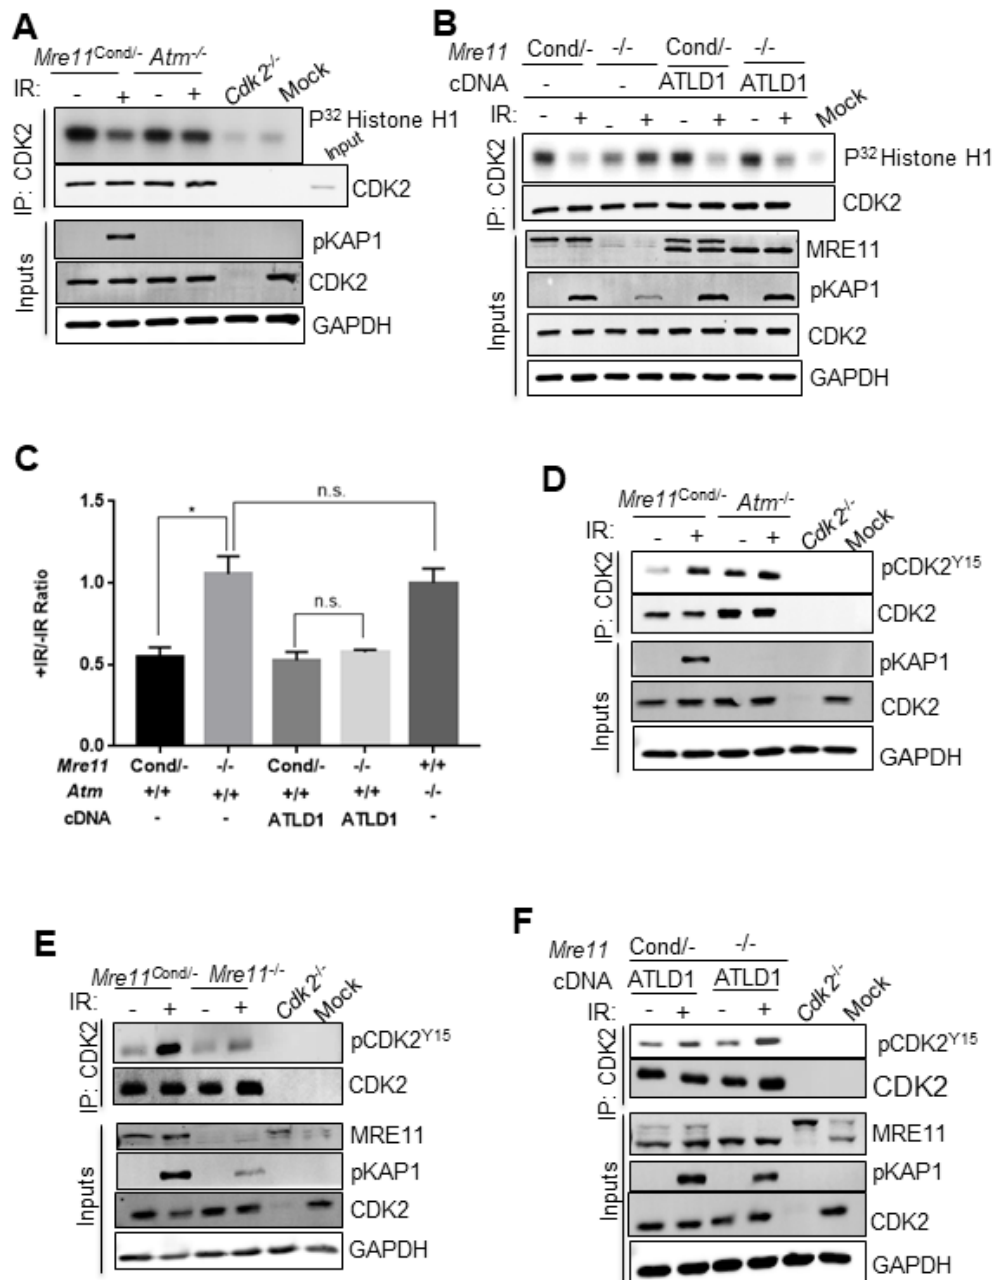 A
Mre11Cond/- Atm-/- Cdk2-/- Mock
IR: - + - +
IP: CDK2
P32 Histone H1
Input
CDK2
Inputs
pKAP1
CDK2
GAPDH
B
Mre11 Cond/- -/- Cond/- -/-
cDNA - - ATLD1 ATLD1 Mock
IR: - + - + - + - +
IP: CDK2
P32 Histone H1
CDK2
Inputs
MRE11
pKAP1
CDK2
GAPDH
C
+IR/-IR Ratio
1.5
1.0
0.5
0.0
*
n.s.
n.s.
Mre11 Cond/- -/- Cond/- -/- +/+
Atm +/+ +/+ +/+ +/+ -/-
cDNA - - ATLD1 ATLD1 -
D
Mre11Cond/- Atm-/- Cdk2-/- Mock
IR: - + - +
IP: CDK2
pCDK2Y15
CDK2
Inputs
pKAP1
CDK2
GAPDH
E
Mre11Cond/- Mre11-/- Cdk2-/- Mock
IR: - + - +
IP: CDK2
pCDK2Y15
CDK2
Inputs
MRE11
pKAP1
CDK2
GAPDH
F
Mre11 Cond/- -/-
cDNA ATLD1 ATLD1 Cdk2-/- Mock
IR: - + - +
IP: CDK2
pCDK2Y15
CDK2
Inputs
MRE11
pKAP1
CDK2
GAPDH